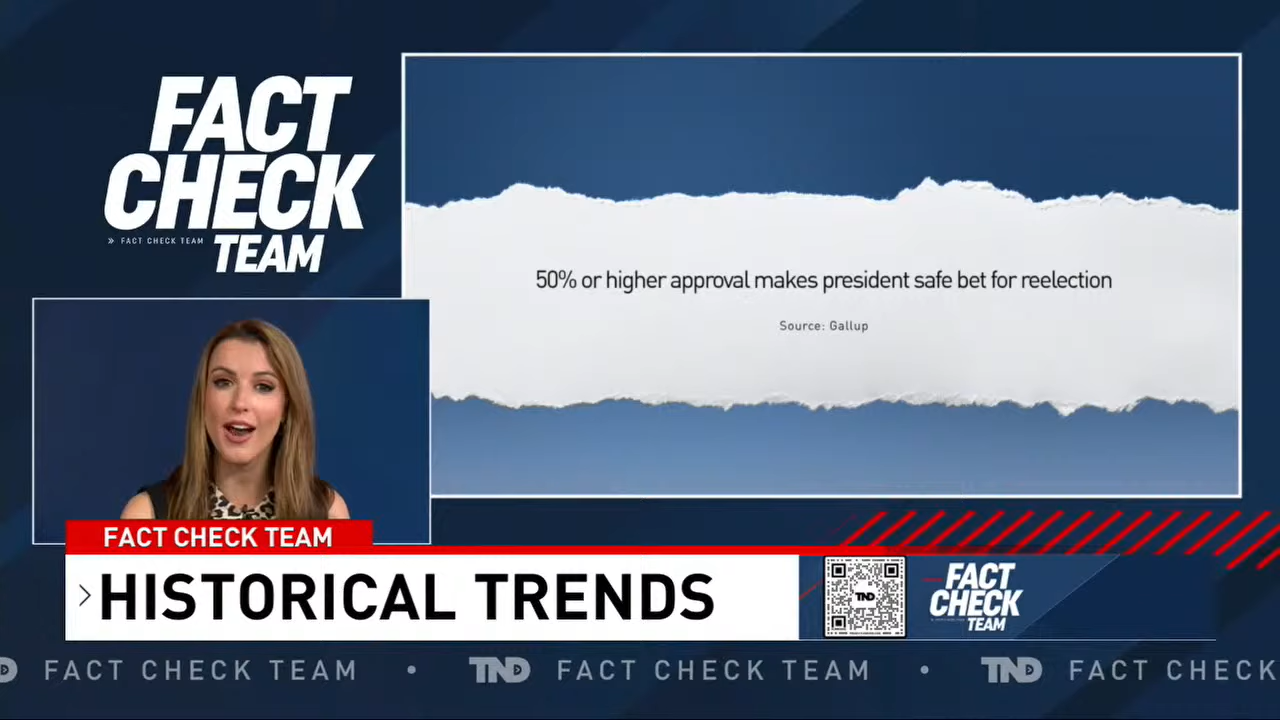 FACT
CHECK
» FACT CHECK TEAM
TEAM
50% or higher approval makes president safe bet for reelection
Source: Gallup
FACT CHECK TEAM
HISTORICAL TRENDS
TND
FACT
CHECK
TEAM
FACT CHECK TEAM • TND FACT CHECK TEAM • TND FACT CHECK